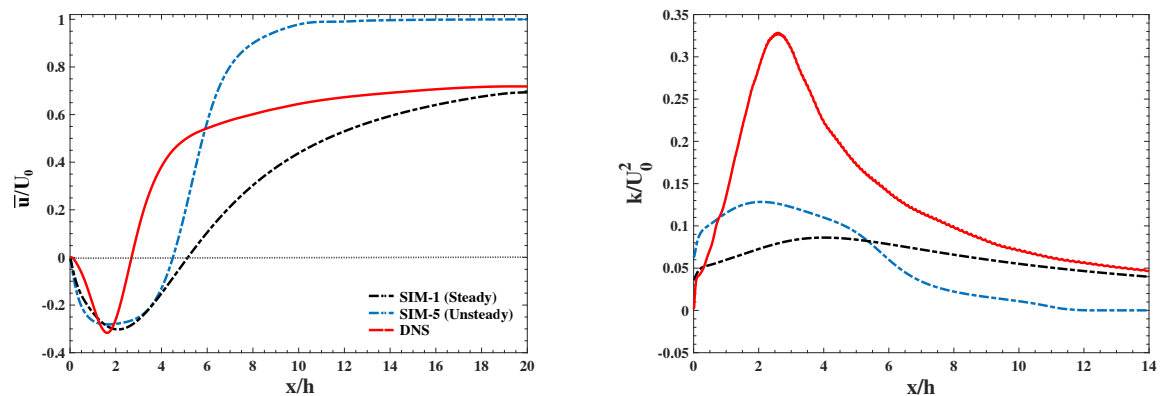 1
0.8
0.6
0.4
0.2
0
-0.2
-0.4
u̅/U₀
0 2 4 6 8 10 12 14 16 18 20
x/h
SIM-1 (Steady)
SIM-5 (Unsteady)
DNS
0.35
0.3
0.25
0.2
0.15
0.1
0.05
0
-0.05
k/U₀²
0 2 4 6 8 10 12 14
x/h